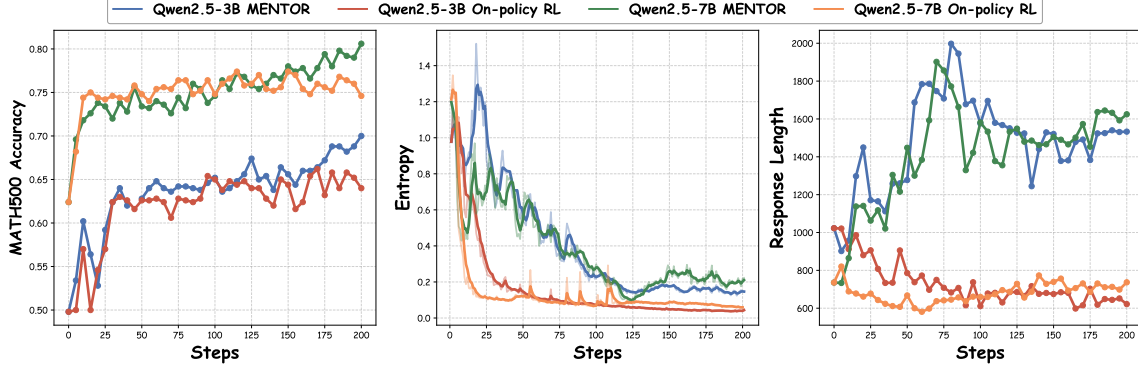 Qwen2.5-3B MENTOR Qwen2.5-3B On-policy RL Qwen2.5-7B MENTOR Qwen2.5-7B On-policy RL
MATH500 Accuracy
0.80
0.75
0.70
0.65
0.60
0.55
0.50
0 25 50 75 100 125 150 175 200
Steps
Entropy
1.4
1.2
1.0
0.8
0.6
0.4
0.2
0.0
0 25 50 75 100 125 150 175 200
Steps
Response Length
2000
1800
1600
1400
1200
1000
800
600
0 25 50 75 100 125 150 175 200
Steps